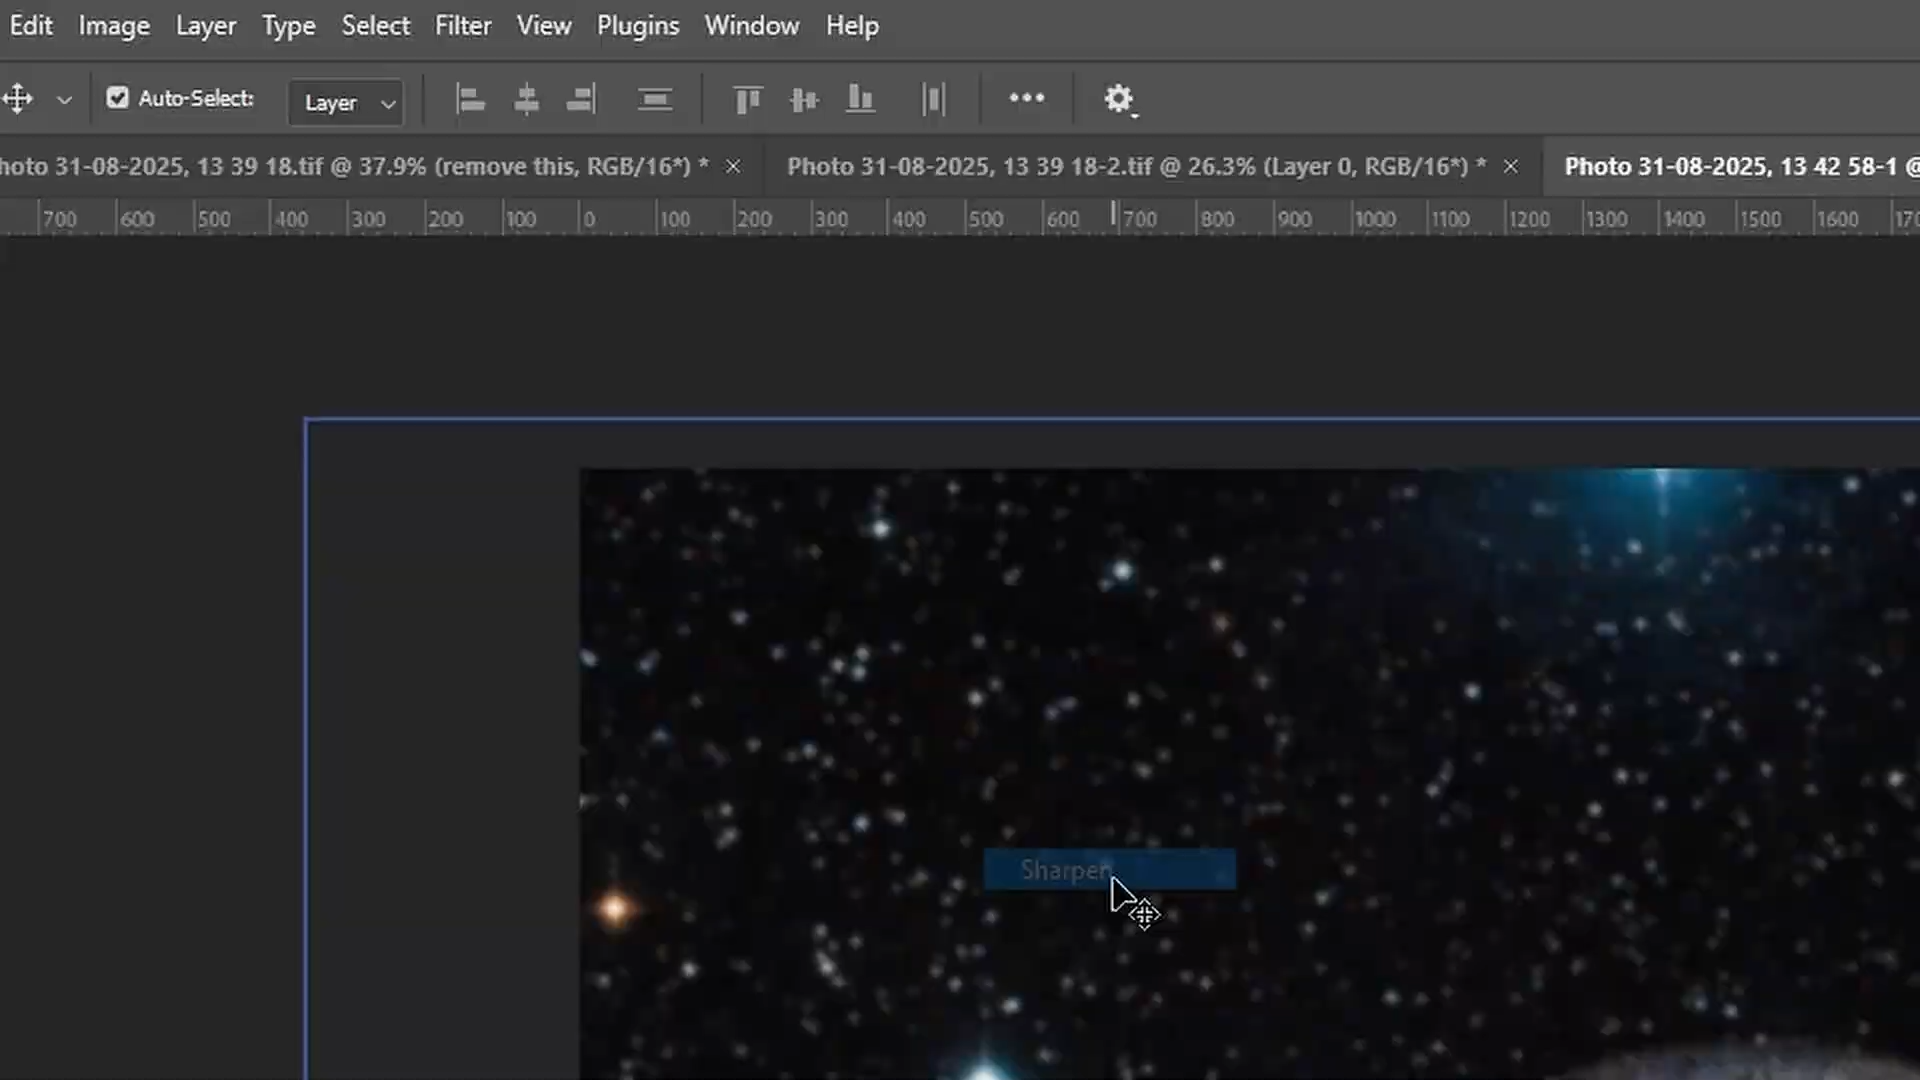 Edit Image Layer Type Select Filter View Plugins Window Help
Auto-Select: Layer
hoto 31-08-2025, 13 39 18.tif @ 37.9% (remove this, RGB/16*) * × Photo 31-08-2025, 13 39 18-2.tif @ 26.3% (Layer 0, RGB/16*) * × Photo 31-08-2025, 13 42 58-1 @
700 600 500 400 300 200 100 0 100 200 300 400 500 600 700 800 900 1000 1100 1200 1300 1400 1500 1600 170
Sharpen